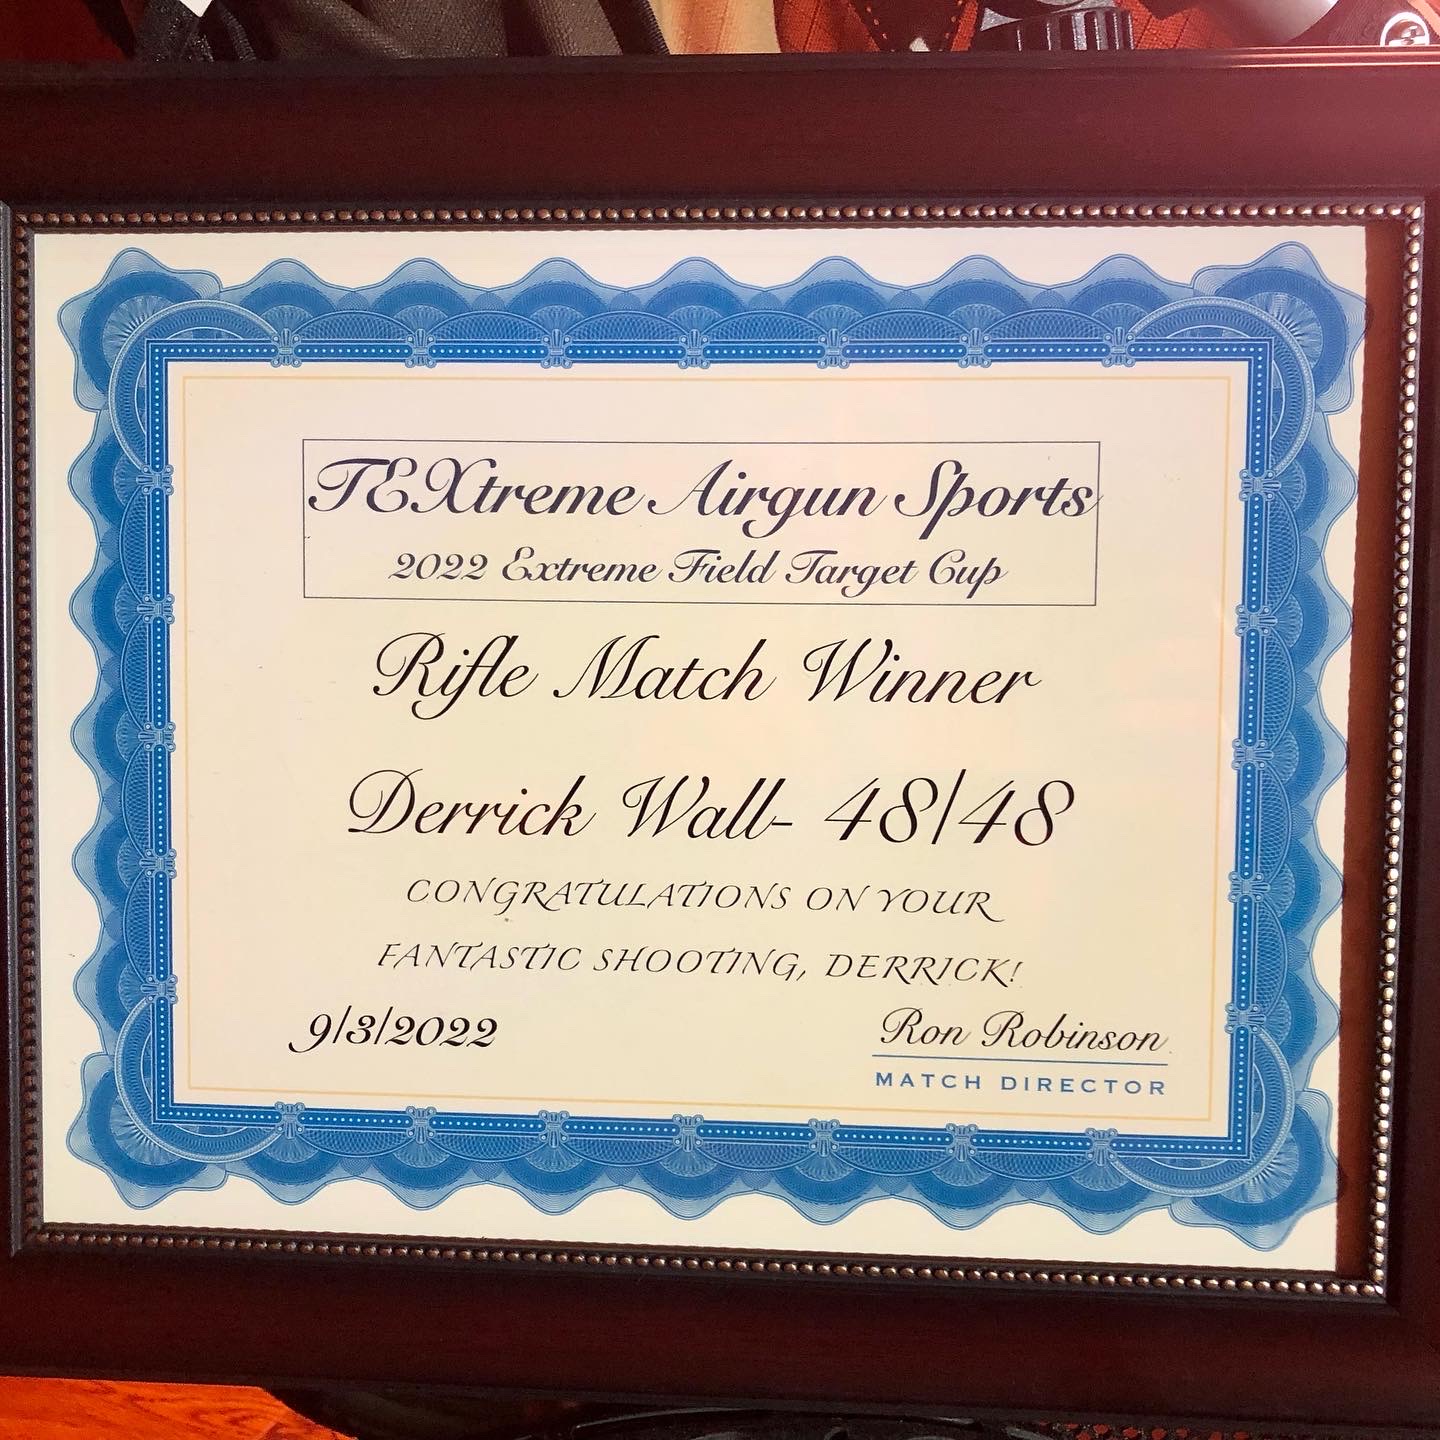 TEXtreme Airgun Sports
2022 Extreme Field Target Cup
Rifle Match Winner
Derrick Wall- 48/48
CONGRATULATIONS ON YOUR
FANTASTIC SHOOTING, DERRICK!
9/3/2022
Ron Robinson
MATCH DIRECTOR